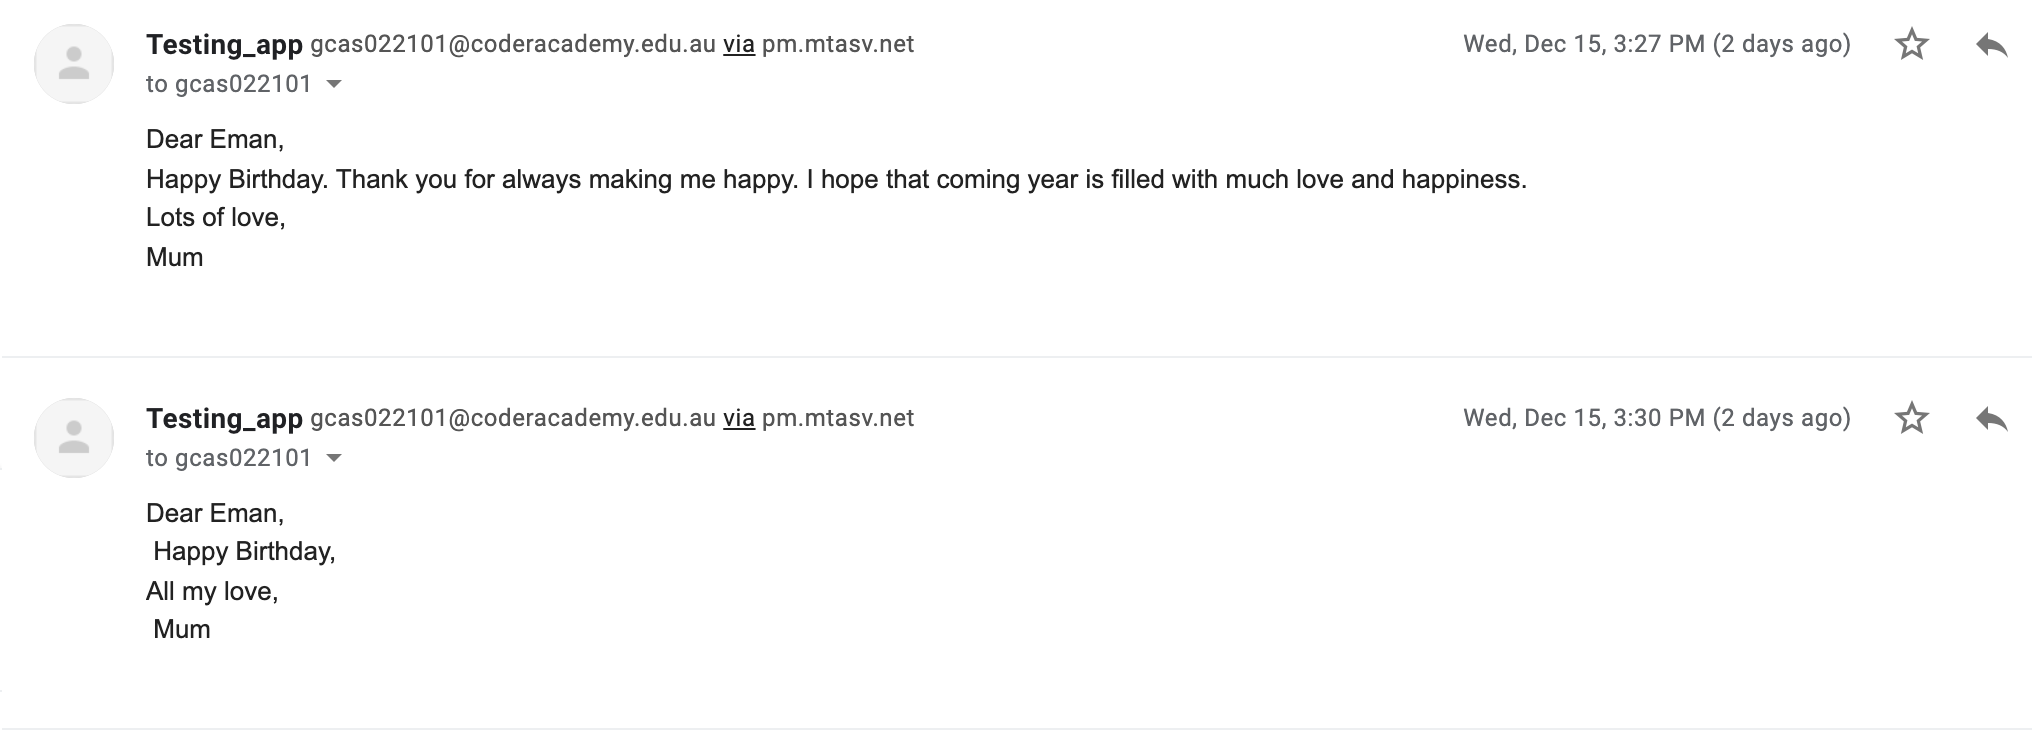 Testing_app gcas022101@coderacademy.edu.au via pm.mtasv.net Wed, Dec 15, 3:27 PM (2 days ago)
to gcas022101
Dear Eman,
Happy Birthday. Thank you for always making me happy. I hope that coming year is filled with much love and happiness.
Lots of love,
Mum
Testing_app gcas022101@coderacademy.edu.au via pm.mtasv.net Wed, Dec 15, 3:30 PM (2 days ago)
to gcas022101
Dear Eman,
Happy Birthday,
All my love,
Mum